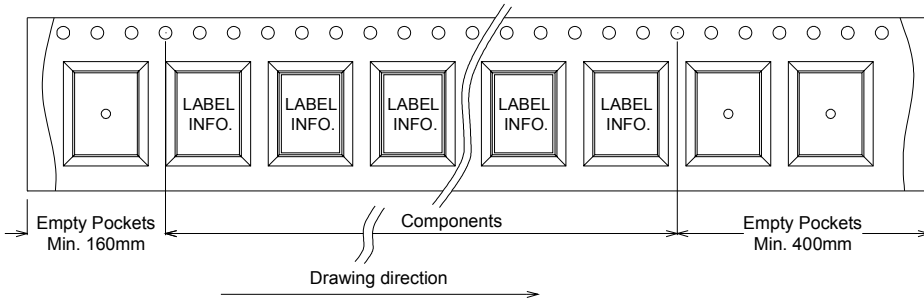 LABEL
INFO.
LABEL
INFO.
LABEL
INFO.
LABEL
INFO.
LABEL
INFO.
Empty Pockets
Min. 160mm
Components
Empty Pockets
Min. 400mm
Drawing direction